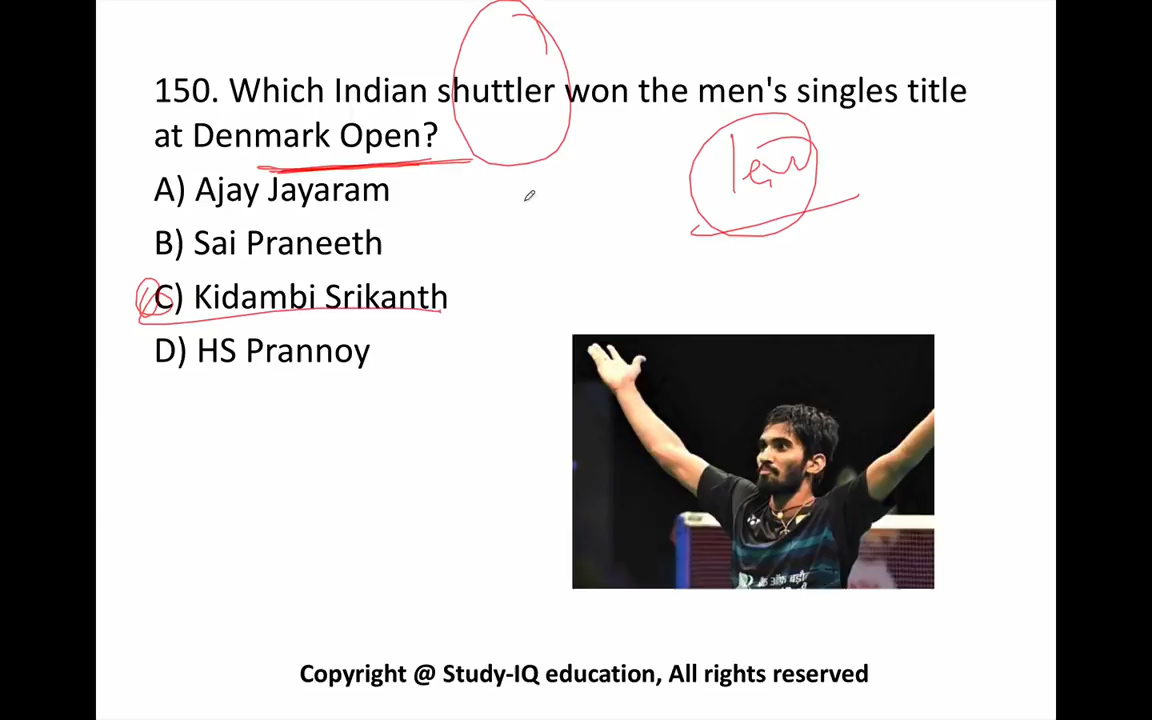 150. Which Indian shuttler won the men's singles title
at Denmark Open?
A) Ajay Jayaram
B) Sai Praneeth
C) Kidambi Srikanth
D) HS Prannoy
Copyright @ Study-IQ education, All rights reserved